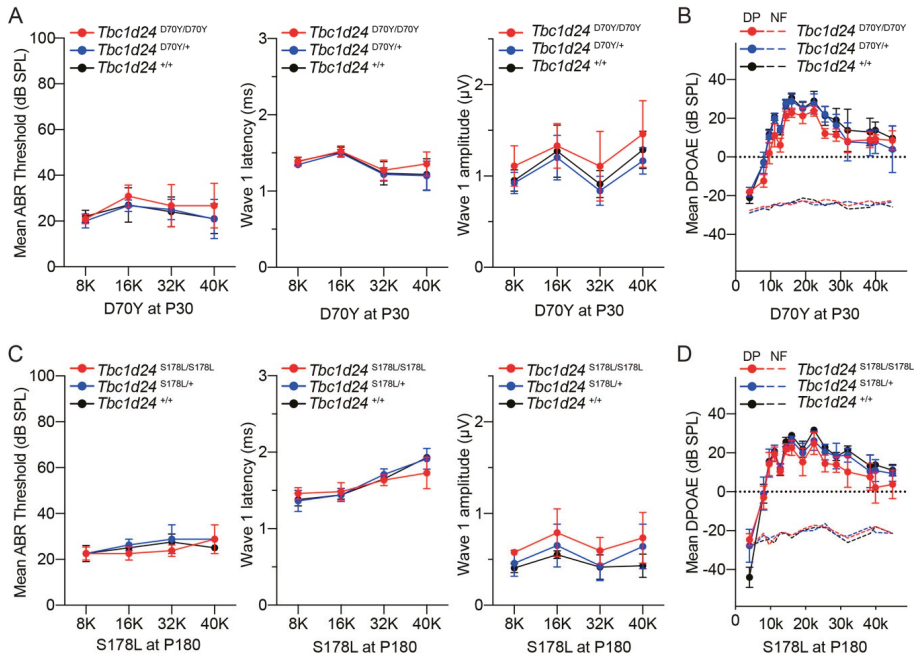 A
Tbc1d24 D70Y/D70Y
Tbc1d24 D70Y/+
Tbc1d24 +/+
Mean ABR Threshold (dB SPL)
100
80
60
40
20
0
8K 16K 32K 40K
D70Y at P30
Tbc1d24 D70Y/D70Y
Tbc1d24 D70Y/+
Tbc1d24 +/+
Wave 1 latency (ms)
3
2
1
0
8K 16K 32K 40K
D70Y at P30
Tbc1d24 D70Y/D70Y
Tbc1d24 D70Y/+
Tbc1d24 +/+
Wave 1 amplitude (µV)
2
1
0
8K 16K 32K 40K
D70Y at P30
B
DP NF
Tbc1d24 D70Y/D70Y
Tbc1d24 D70Y/+
Tbc1d24 +/+
Mean DPOAE (dB SPL)
40
20
0
-20
-40
0 10k 20k 30k 40k
D70Y at P30
C
Tbc1d24 S178L/S178L
Tbc1d24 S178L/+
Tbc1d24 +/+
Mean ABR Threshold (dB SPL)
100
80
60
40
20
0
8K 16K 32K 40K
S178L at P180
Tbc1d24 S178L/S178L
Tbc1d24 S178L/+
Tbc1d24 +/+
Wave 1 latency (ms)
3
2
1
0
8K 16K 32K 40K
S178L at P180
Tbc1d24 S178L/S178L
Tbc1d24 S178L/+
Tbc1d24 +/+
Wave 1 amplitude (µV)
2
1
0
8K 16K 32K 40K
S178L at P180
D
DP NF
Tbc1d24 S178L/S178L
Tbc1d24 S178L/+
Tbc1d24 +/+
Mean DPOAE (dB SPL)
40
20
0
-20
-40
0 10k 20k 30k 40k
S178L at P180